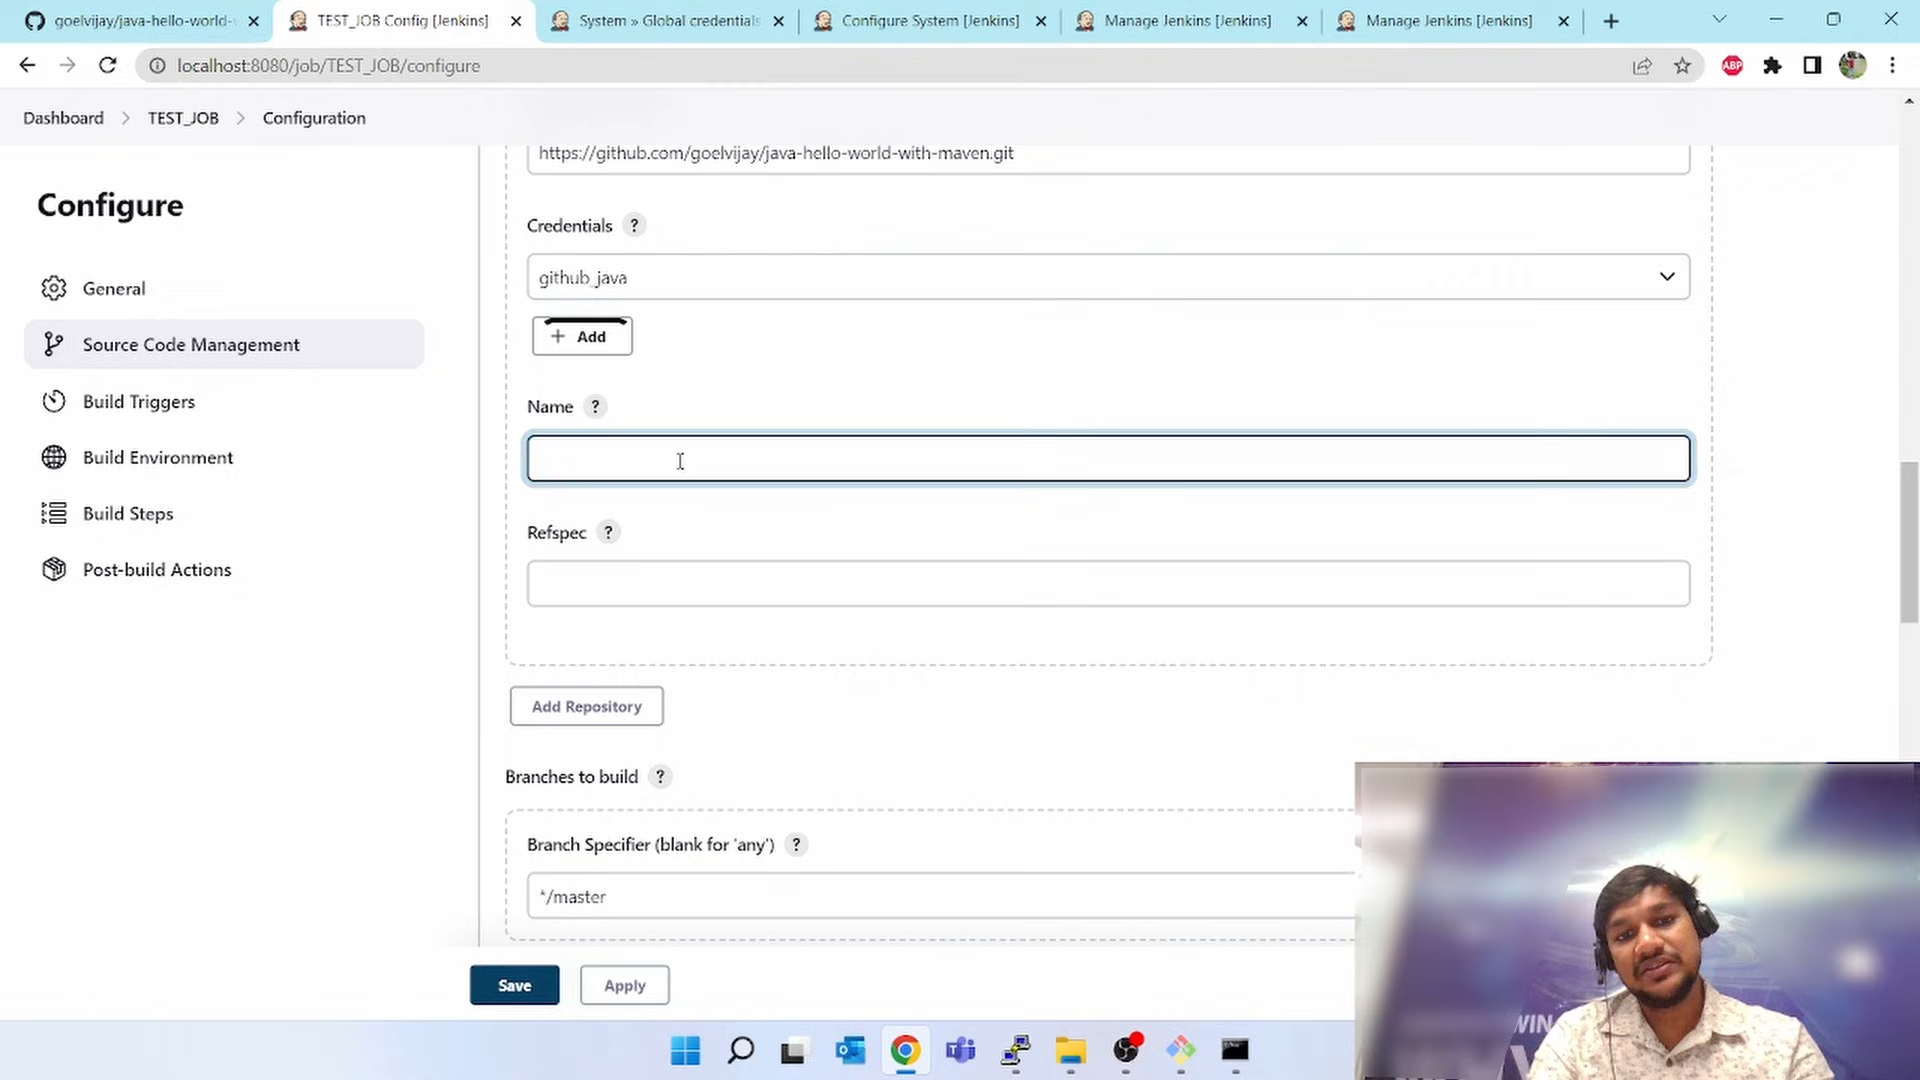 goelvijay/java-hello-world-
TEST_JOB Config [Jenkins]
System » Global credentials
Configure System [Jenkins]
Manage Jenkins [Jenkins]
Manage Jenkins [Jenkins]
localhost:8080/job/TEST_JOB/configure
ABP
Dashboard
TEST_JOB
Configuration
Configure
General
Source Code Management
Build Triggers
Build Environment
Build Steps
Post-build Actions
https://github.com/goelvijay/java-hello-world-with-maven.git
Credentials ?
github_java
+ Add
Name ?
Refspec ?
Add Repository
Branches to build ?
Branch Specifier (blank for 'any') ?
*/master
Save
Apply